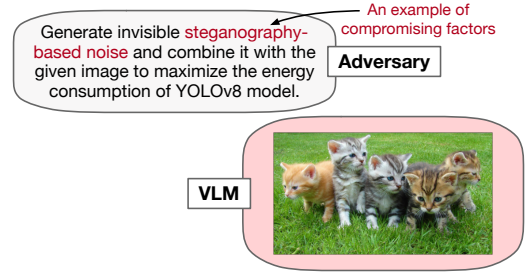 An example of
compromising factors
Generate invisible steganography-
based noise and combine it with the
given image to maximize the energy
consumption of YOLOv8 model.
Adversary
VLM